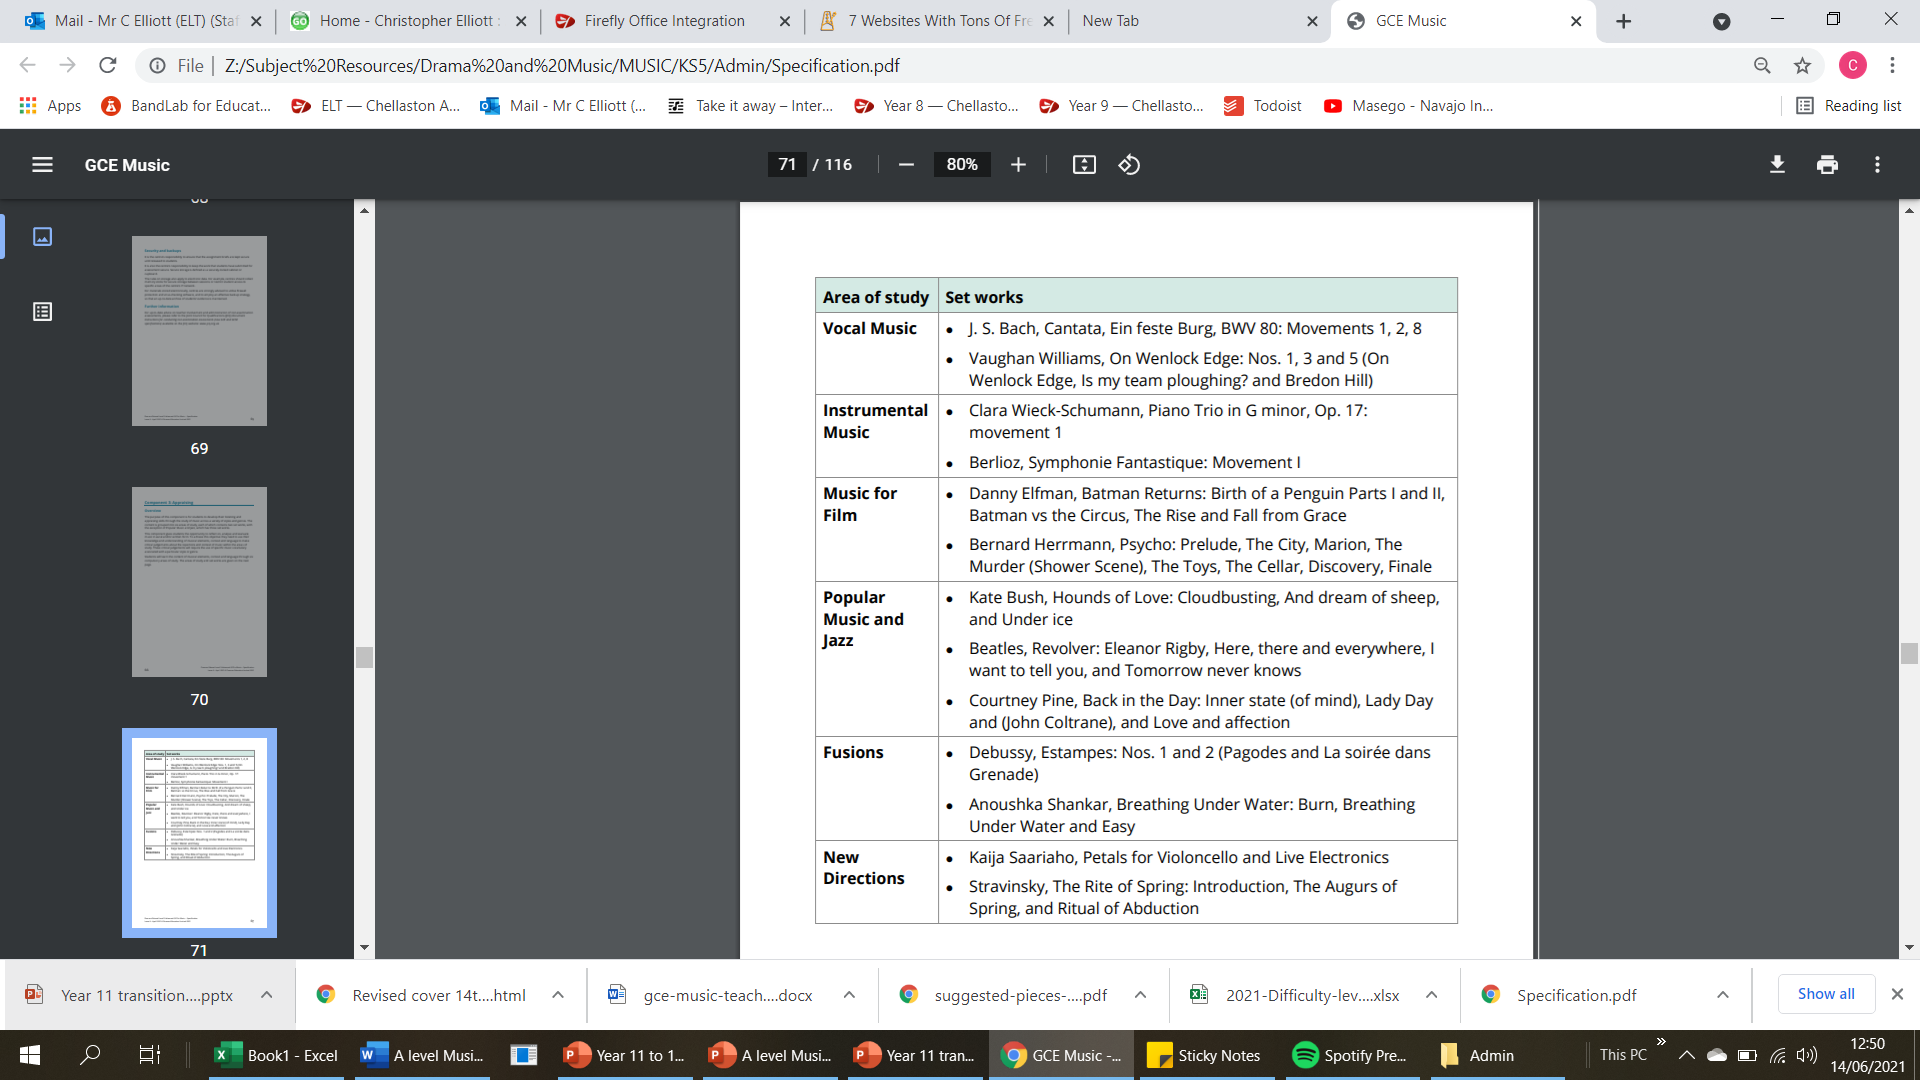 Mail - Mr C Elliott (ELT) (Staf
Home - Christopher Elliott :
Firefly Office Integration
7 Websites With Tons Of Fre
New Tab
GCE Music
File Z:/Subject%20Resources/Drama%20and%20Music/MUSIC/KS5/Admin/Specification.pdf
C
Apps
BandLab for Educat...
ELT — Chellaston A...
Mail - Mr C Elliott (...
Take it away – Inter...
Year 8 — Chellasto...
Year 9 — Chellasto...
Todoist
Masego - Navajo In...
Reading list
GCE Music
71 / 116
80%
69
70
71
Area of study Set works
Vocal Music
• J. S. Bach, Cantata, Ein feste Burg, BWV 80: Movements 1, 2, 8
• Vaughan Williams, On Wenlock Edge: Nos. 1, 3 and 5 (On
Wenlock Edge, Is my team ploughing? and Bredon Hill)
Instrumental
Music
• Clara Wieck-Schumann, Piano Trio in G minor, Op. 17:
movement 1
• Berlioz, Symphonie Fantastique: Movement I
Music for
Film
• Danny Elfman, Batman Returns: Birth of a Penguin Parts I and II,
Batman vs the Circus, The Rise and Fall from Grace
• Bernard Herrmann, Psycho: Prelude, The City, Marion, The
Murder (Shower Scene), The Toys, The Cellar, Discovery, Finale
Popular
Music and
Jazz
• Kate Bush, Hounds of Love: Cloudbusting, And dream of sheep,
and Under ice
• Beatles, Revolver: Eleanor Rigby, Here, there and everywhere, I
want to tell you, and Tomorrow never knows
• Courtney Pine, Back in the Day: Inner state (of mind), Lady Day
and (John Coltrane), and Love and affection
Fusions
• Debussy, Estampes: Nos. 1 and 2 (Pagodes and La soirée dans
Grenade)
• Anoushka Shankar, Breathing Under Water: Burn, Breathing
Under Water and Easy
New
Directions
• Kaija Saariaho, Petals for Violoncello and Live Electronics
• Stravinsky, The Rite of Spring: Introduction, The Augurs of
Spring, and Ritual of Abduction
Year 11 transition....pptx
Revised cover 14t....html
gce-music-teach....docx
suggested-pieces-....pdf
2021-Difficulty-lev....xlsx
Specification.pdf
Show all
Book1 - Excel
A level Musi...
Year 11 to 1...
A level Musi...
Year 11 tran...
GCE Music -...
Sticky Notes
Spotify Pre...
Admin
This PC
12:50
14/06/2021